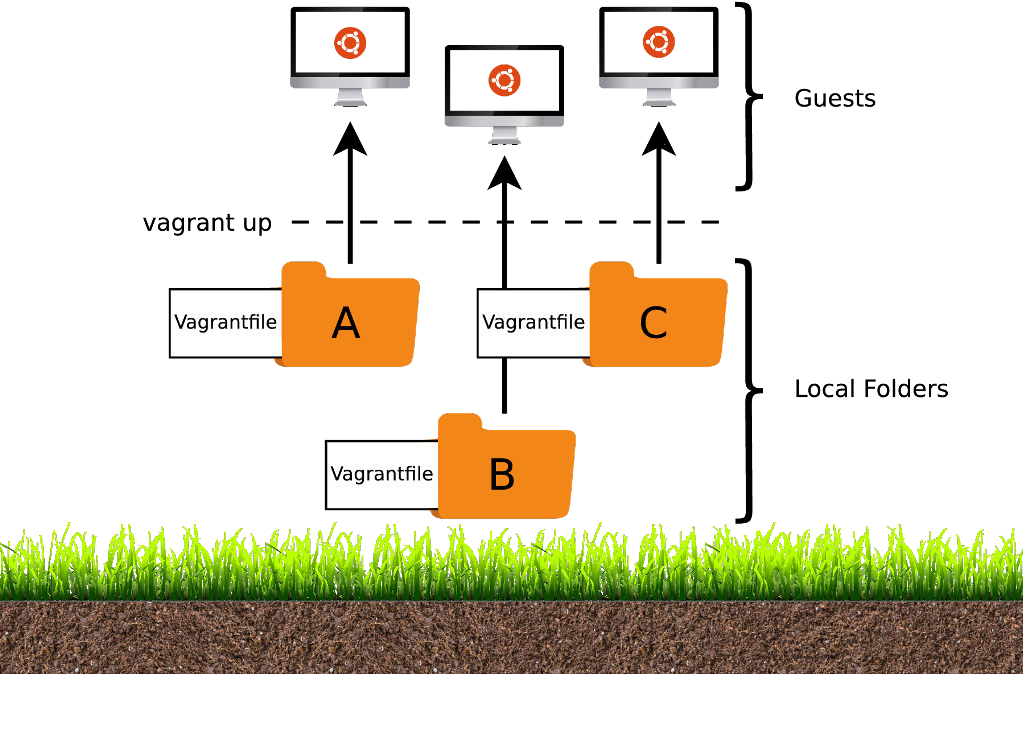 Guests
vagrant up
Vagrantfile
A
Vagrantfile
C
Local Folders
Vagrantfile
B